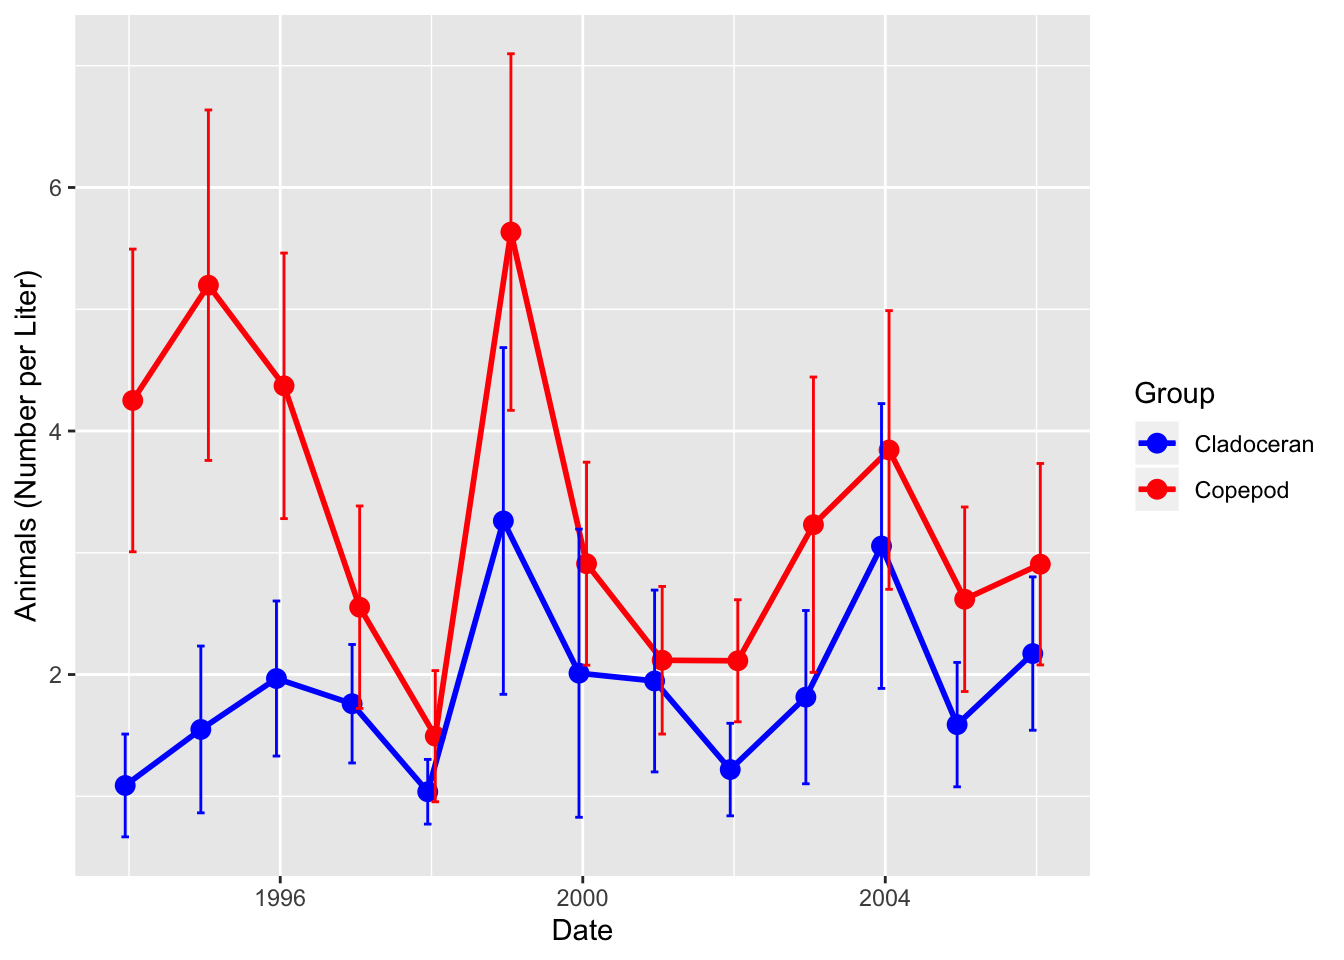 Animals (Number per Liter)
6
4
2
1996
2000
2004
Date
Group
Cladoceran
Copepod